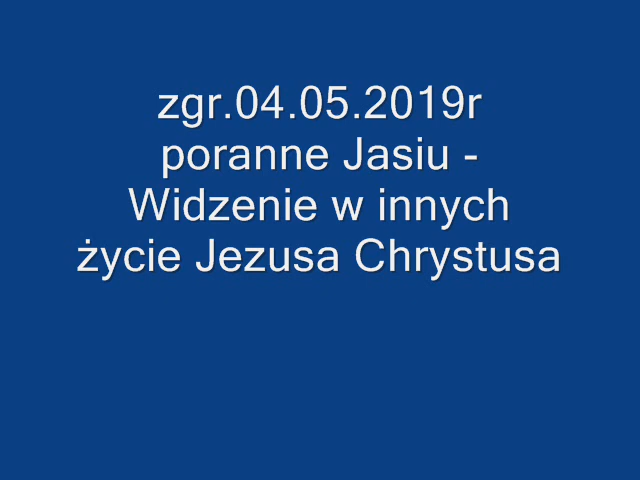 zgr.04.05.2019r
poranne Jasiu -
Widzenie w innych
życie Jezusa Chrystusa